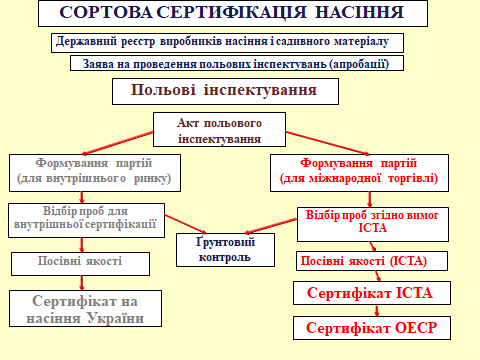 СОРТОВА СЕРТИФІКАЦІЯ НАСІННЯ
Державний реєстр виробників насіння і садивного матеріалу
Заява на проведення польових інспектувань (апробації)
Польові інспектування
Акт польового
інспектування
Формування партій
(для внутрішнього ринку)
Формування партій
(для міжнародної торгівлі)
Відбір проб для
внутрішньої сертифікації
Відбір проб згідно вимог
ІСТА
Ґрунтовий
контроль
Посівні якості
Посівні якості (ІСТА)
Сертифікат на
насіння України
Сертифікат ІСТА
Сертифікат ОЕСР